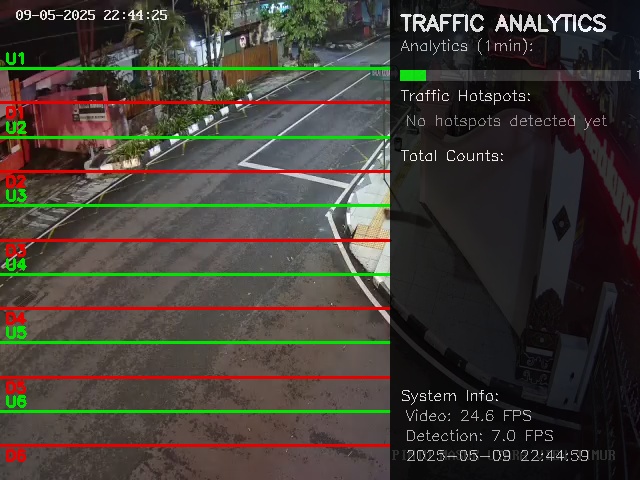 09-05-2025 22:44:25
TRAFFIC ANALYTICS
Analytics (1min):
Traffic Hotspots:
No hotspots detected yet
Total Counts:
U1
D1
U2
D2
U3
D3
U4
D4
U5
D5
U6
D6
System Info:
Video: 24.6 FPS
Detection: 7.0 FPS
2025-05-09 22:44:59